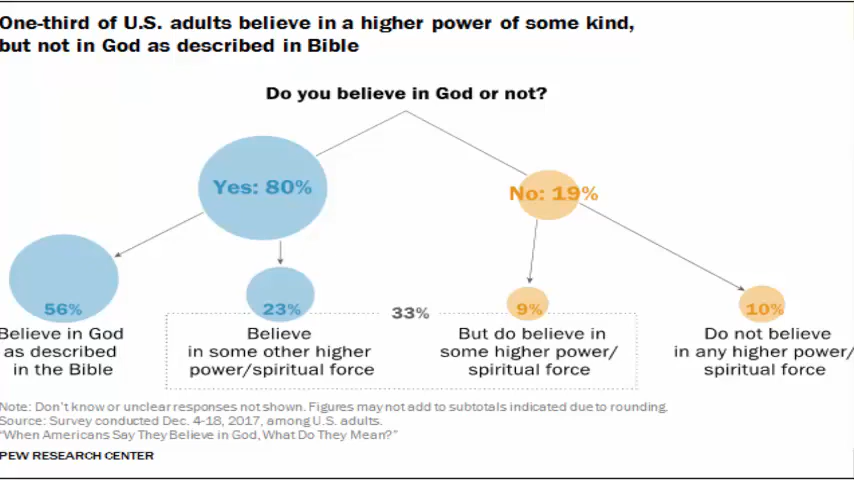 One-third of U.S. adults believe in a higher power of some kind,
but not in God as described in Bible
Do you believe in God or not?
Yes: 80%
No: 19%
56%
23%
33%
9%
10%
Believe in God
as described
in the Bible
Believe
in some other higher
power/spiritual force
But do believe in
some higher power/
spiritual force
Do not believe
in any higher power/
spiritual force
Note: Don't know or unclear responses not shown. Figures may not add to subtotals indicated due to rounding.
Source: Survey conducted Dec. 4-18, 2017, among U.S. adults.
"When Americans Say They Believe in God, What Do They Mean?"
PEW RESEARCH CENTER